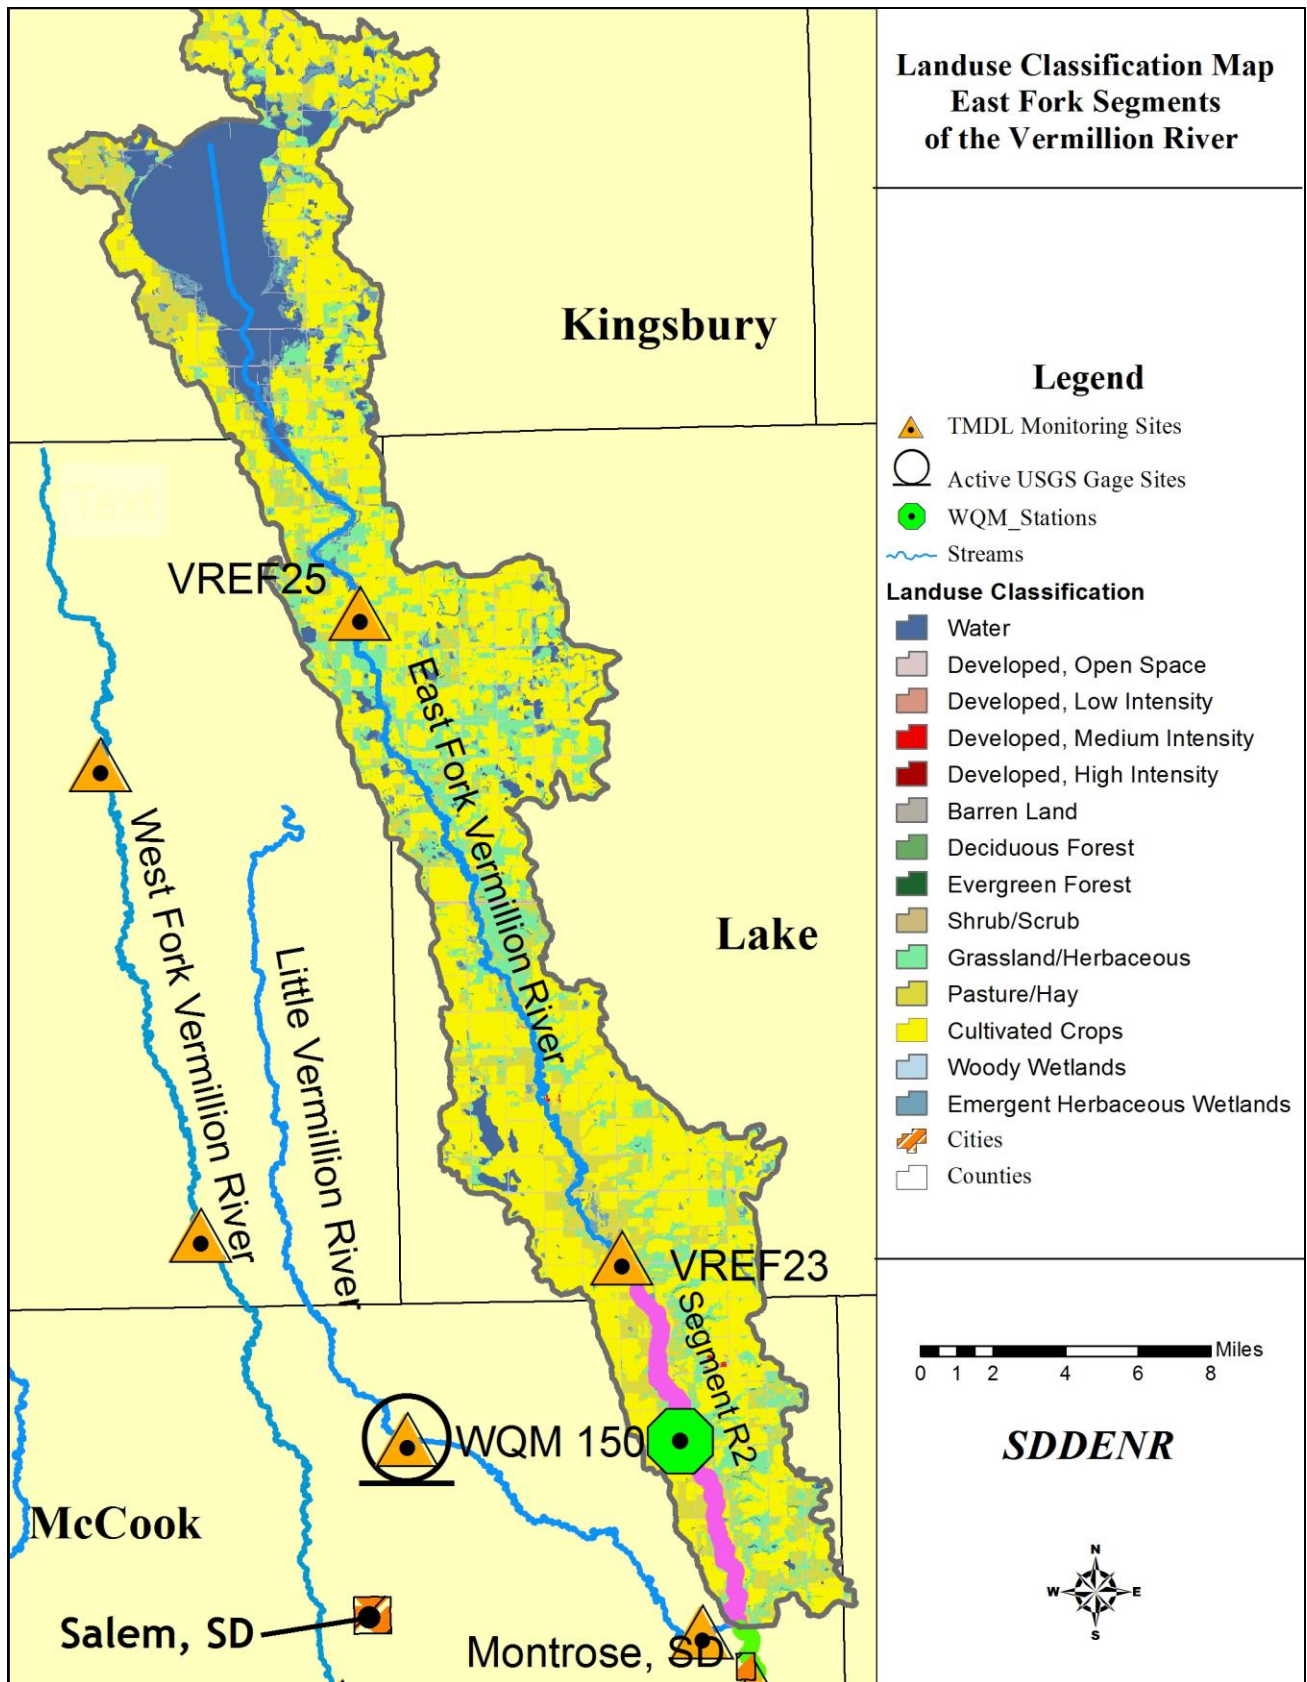 Landuse Classification Map
East Fork Segments
of the Vermillion River
Kingsbury
Legend
TMDL Monitoring Sites
Active USGS Gage Sites
WQM_Stations
Streams
Landuse Classification
Water
Developed, Open Space
Developed, Low Intensity
Developed, Medium Intensity
Developed, High Intensity
Barren Land
Deciduous Forest
Evergreen Forest
Shrub/Scrub
Grassland/Herbaceous
Pasture/Hay
Cultivated Crops
Woody Wetlands
Emergent Herbaceous Wetlands
Cities
Counties
Text
VREF25
East Fork Vermillion River
West Fork Vermillion River
Little Vermillion River
Lake
VREF23
Segment R2
WQM 150
McCook
Salem, SD
Montrose, SD
Miles
0 1 2 4 6 8
SDDENR
N
W E
S